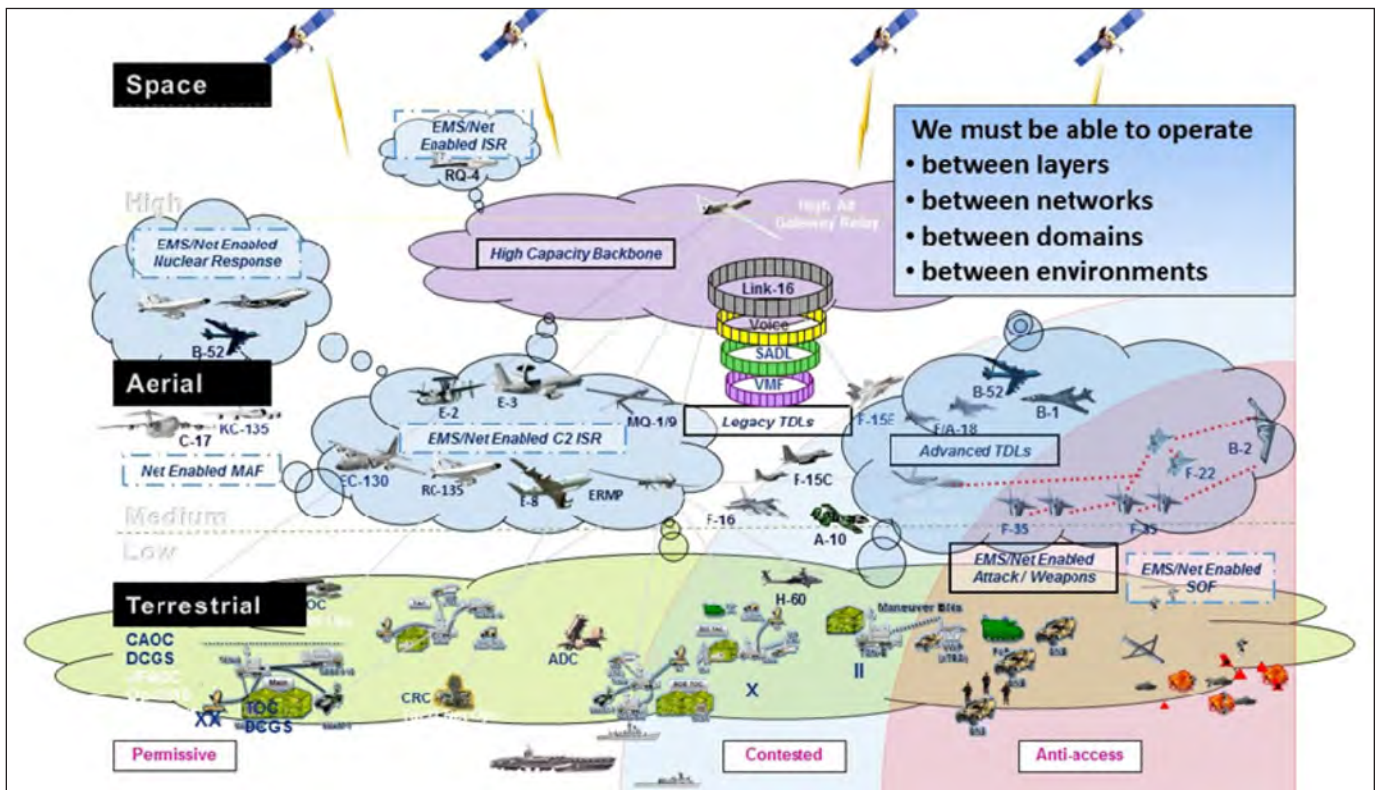 Space
EMS/Net
Enabled ISR
RQ-4
We must be able to operate
• between layers
• between networks
• between domains
• between environments
High
High Alt
Gateway Relay
EMS/Net Enabled
Nuclear Response
High Capacity Backbone
Link-16
Voice
SADL
VMF
B-52
Aerial
C-17
KC-135
Net Enabled MAF
E-2
E-3
MQ-1/9
EMS/Net Enabled C2 ISR
EC-130
RC-135
E-8
ERMP
Legacy TDLs
F-15E
F/A-18
B-52
B-1
Advanced TDLs
B-2
F-22
F-15C
F-16
A-10
F-35
F-35
Medium
Low
EMS/Net Enabled
Attack / Weapons
EMS/Net Enabled
SOF
Terrestrial
CAOC
DCGS
H-60
Maneuver BNs
ADC
CRC
Main
XX
TOC
DCGS
X
II
Permissive
Contested
Anti-access